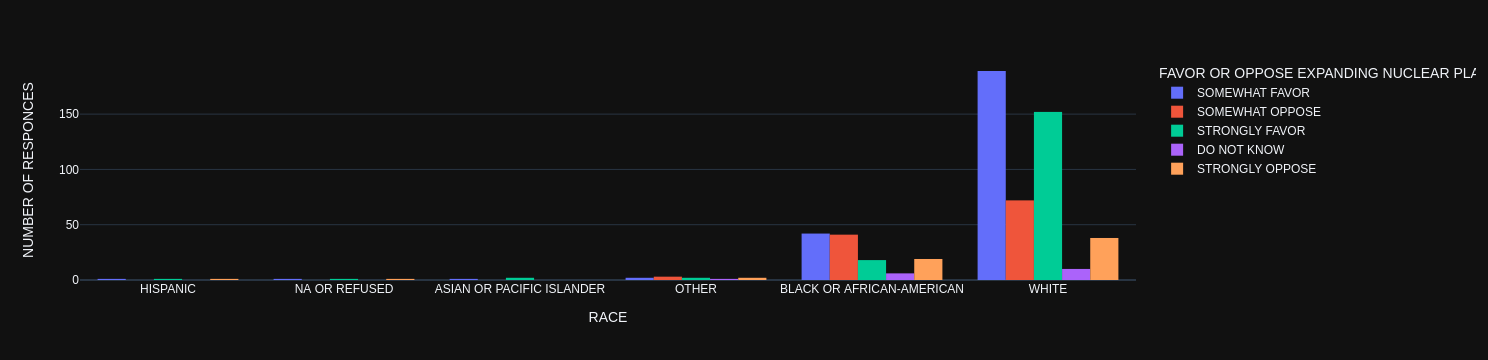 FAVOR OR OPPOSE EXPANDING NUCLEAR PLA
SOMEWHAT FAVOR
SOMEWHAT OPPOSE
STRONGLY FAVOR
DO NOT KNOW
STRONGLY OPPOSE
NUMBER OF RESPONCES
150
100
50
0
HISPANIC
NA OR REFUSED
ASIAN OR PACIFIC ISLANDER
OTHER
BLACK OR AFRICAN-AMERICAN
WHITE
RACE